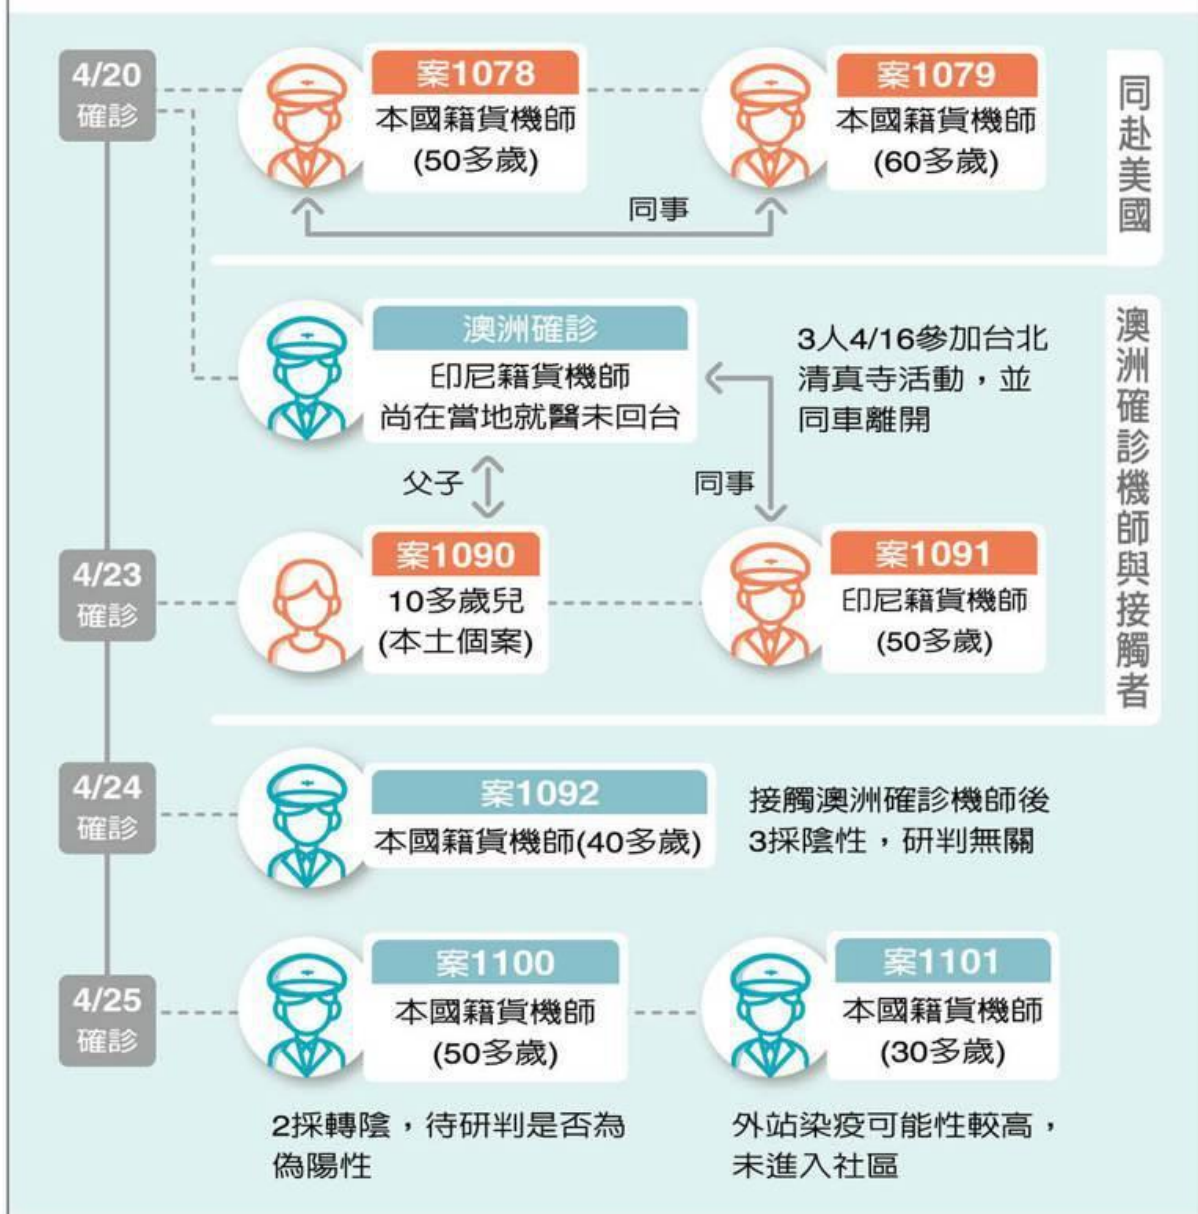 4/20
確診
案1078
本國籍貨機師
(50多歲)
案1079
本國籍貨機師
(60多歲)
同事
同赴美國
澳洲確診
印尼籍貨機師
尚在當地就醫未回台
3人4/16參加台北
清真寺活動，並
同車離開
父子
同事
澳洲確診機師與接觸者
4/23
確診
案1090
10多歲兒
(本土個案)
案1091
印尼籍貨機師
(50多歲)
4/24
確診
案1092
本國籍貨機師(40多歲)
接觸澳洲確診機師後
3採陰性，研判無關
4/25
確診
案1100
本國籍貨機師
(50多歲)
2採轉陰，待研判是否為
偽陽性
案1101
本國籍貨機師
(30多歲)
外站染疫可能性較高，
未進入社區